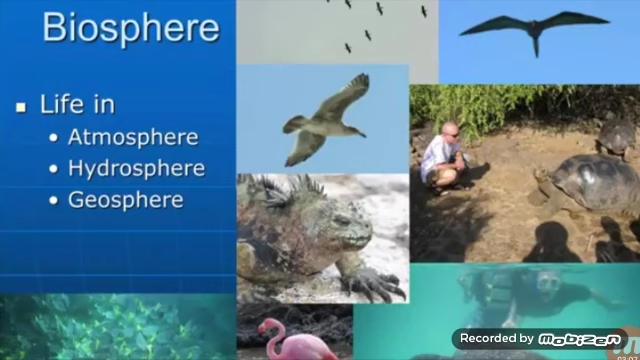 Biosphere
Life in
Atmosphere
Hydrosphere
Geosphere
Recorded by MOBIZEN